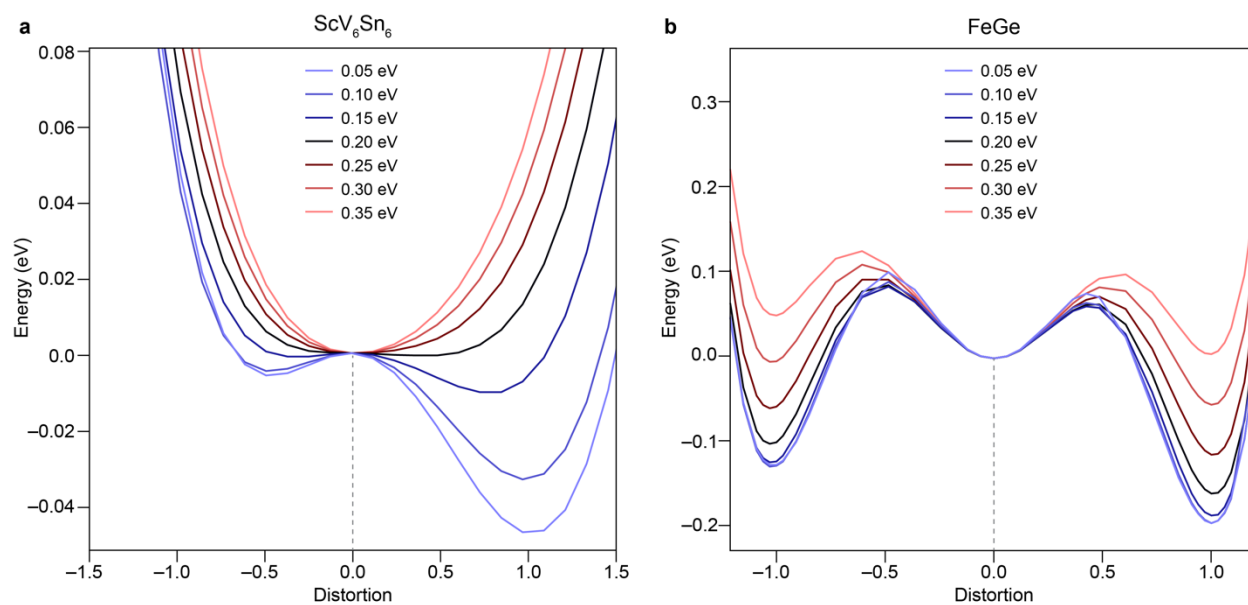 a
ScV₆Sn₆
0.08
0.06
0.04
0.02
0.0
–0.02
–0.04
Energy (eV)
0.05 eV
0.10 eV
0.15 eV
0.20 eV
0.25 eV
0.30 eV
0.35 eV
–1.5
–1.0
–0.5
0.0
0.5
1.0
1.5
Distortion
b
FeGe
0.3
0.2
0.1
0.0
–0.1
–0.2
Energy (eV)
0.05 eV
0.10 eV
0.15 eV
0.20 eV
0.25 eV
0.30 eV
0.35 eV
–1.0
–0.5
0.0
0.5
1.0
Distortion